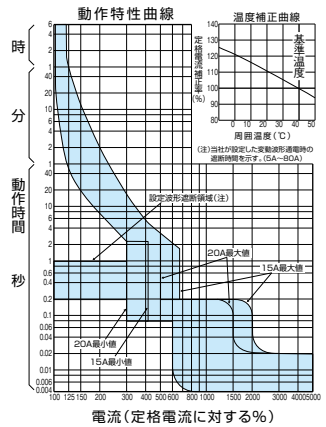 動作特性曲線
温度補正曲線
定格電流補正率(%)
140
130
120
110
100
90
80
0 10 20 30 40 50
基準温度
周囲温度(℃)
(注)当社が設定した変動波形通電時の
遮断時間を示す。(5A〜80A)
時
分
動作時間
秒
6
4
2
1
40
20
10
6
4
2
1
40
20
10
6
4
2
1
0.6
0.4
0.2
0.1
0.06
0.04
0.02
0.01
0.006
0.004
設定波形遮断領域(注)
20A最大値
15A最大値
20A最小値
15A最小値
100 125 150 200 300 400 500 600 800 1000 1500 2000 3000 4000 5000
電流(定格電流に対する%)